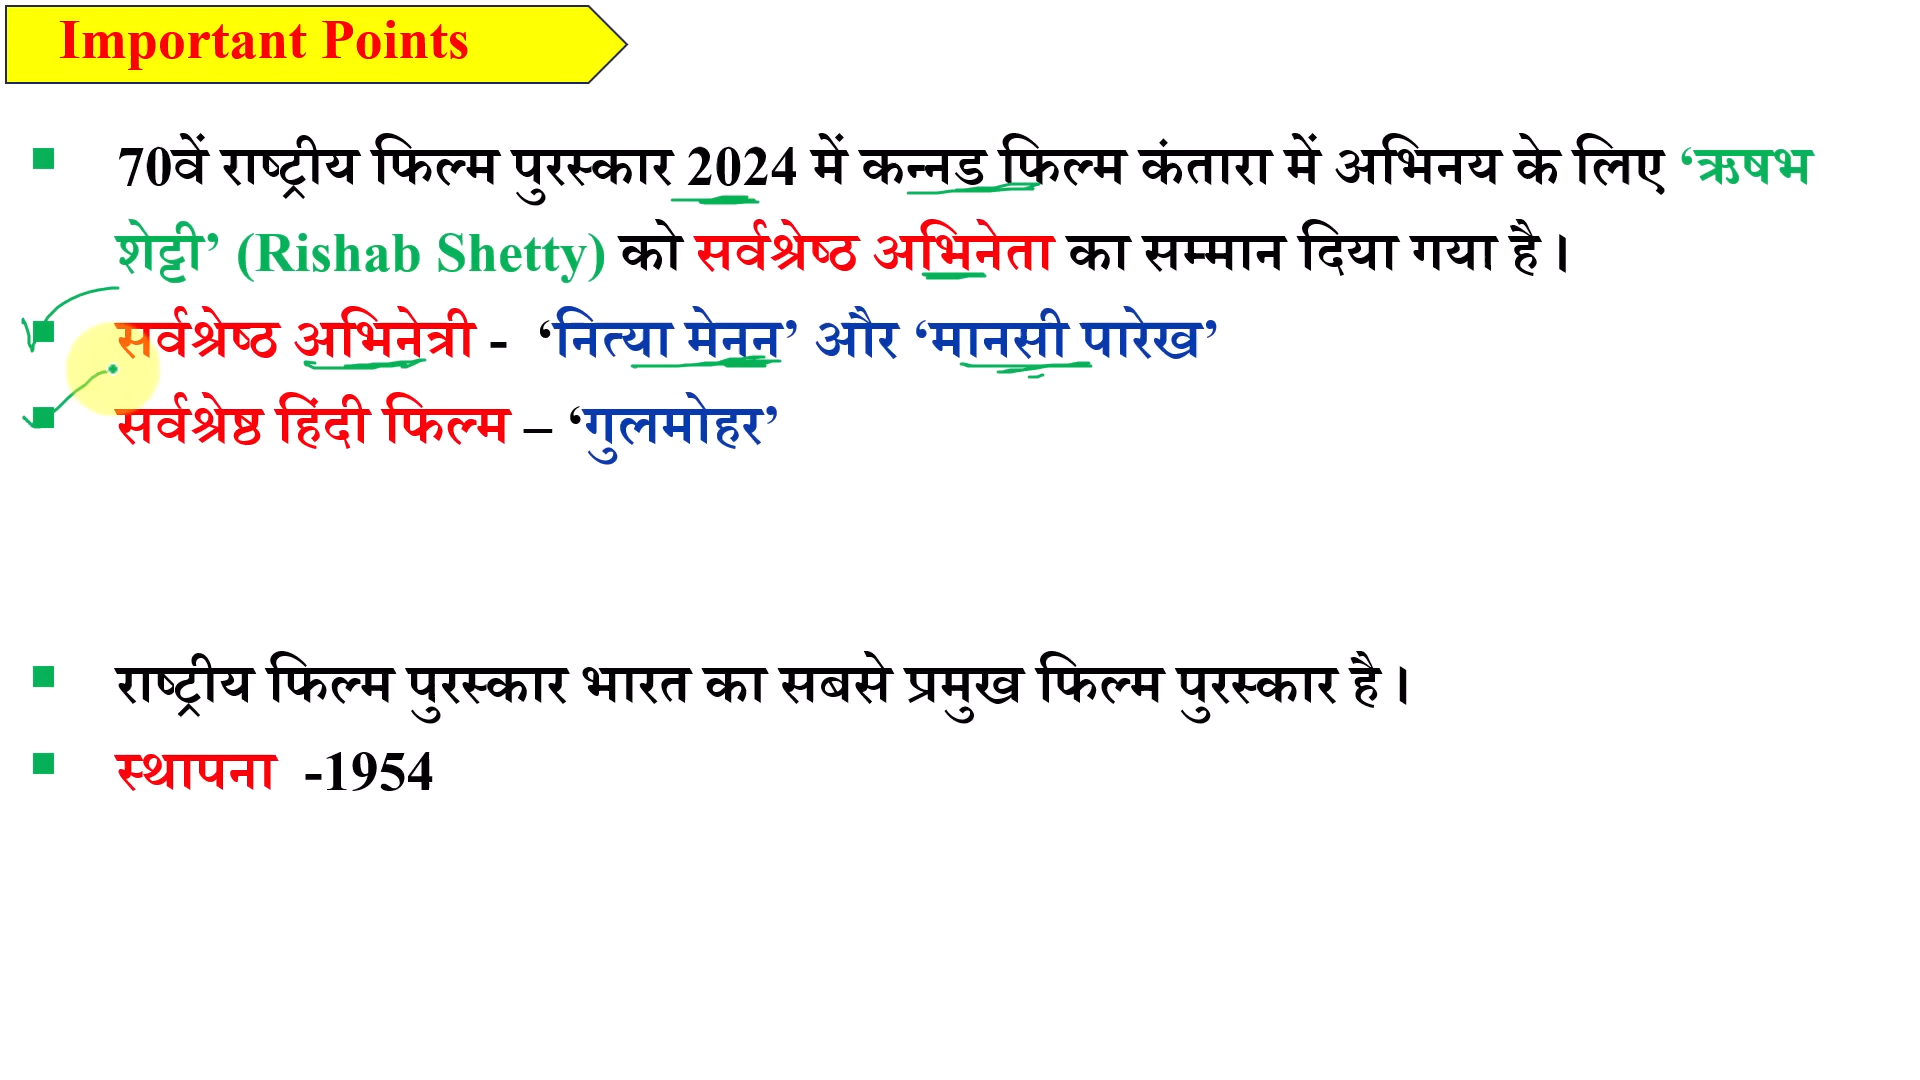 Important Points
70वें राष्ट्रीय फिल्म पुरस्कार 2024 में कन्नड फिल्म कंतारा में अभिनय के लिए ‘ऋषभ
शेट्टी’ (Rishab Shetty) को सर्वश्रेष्ठ अभिनेता का सम्मान दिया गया है ।
सर्वश्रेष्ठ अभिनेत्री - ‘नित्या मेनन’ और ‘मानसी पारेख’
सर्वश्रेष्ठ हिंदी फिल्म – ‘गुलमोहर’
राष्ट्रीय फिल्म पुरस्कार भारत का सबसे प्रमुख फिल्म पुरस्कार है ।
स्थापना -1954